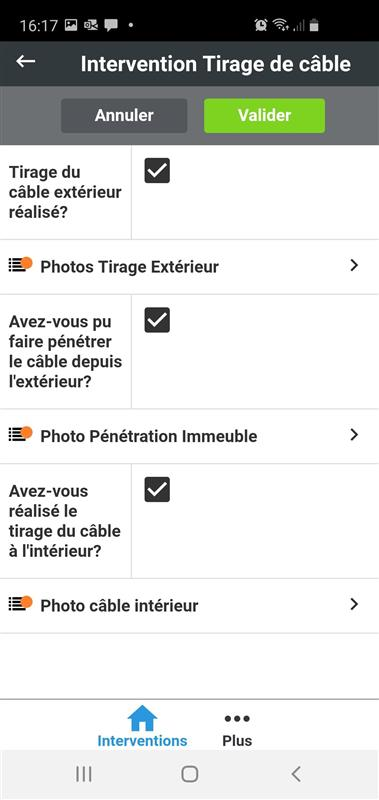 16:17
Intervention Tirage de câble
Annuler
Valider
Tirage du
câble extérieur
réalisé?
Photos Tirage Extérieur
Avez-vous pu
faire pénétrer
le câble depuis
l'extérieur?
Photo Pénétration Immeuble
Avez-vous
réalisé le
tirage du câble
à l'intérieur?
Photo câble intérieur
Interventions
Plus